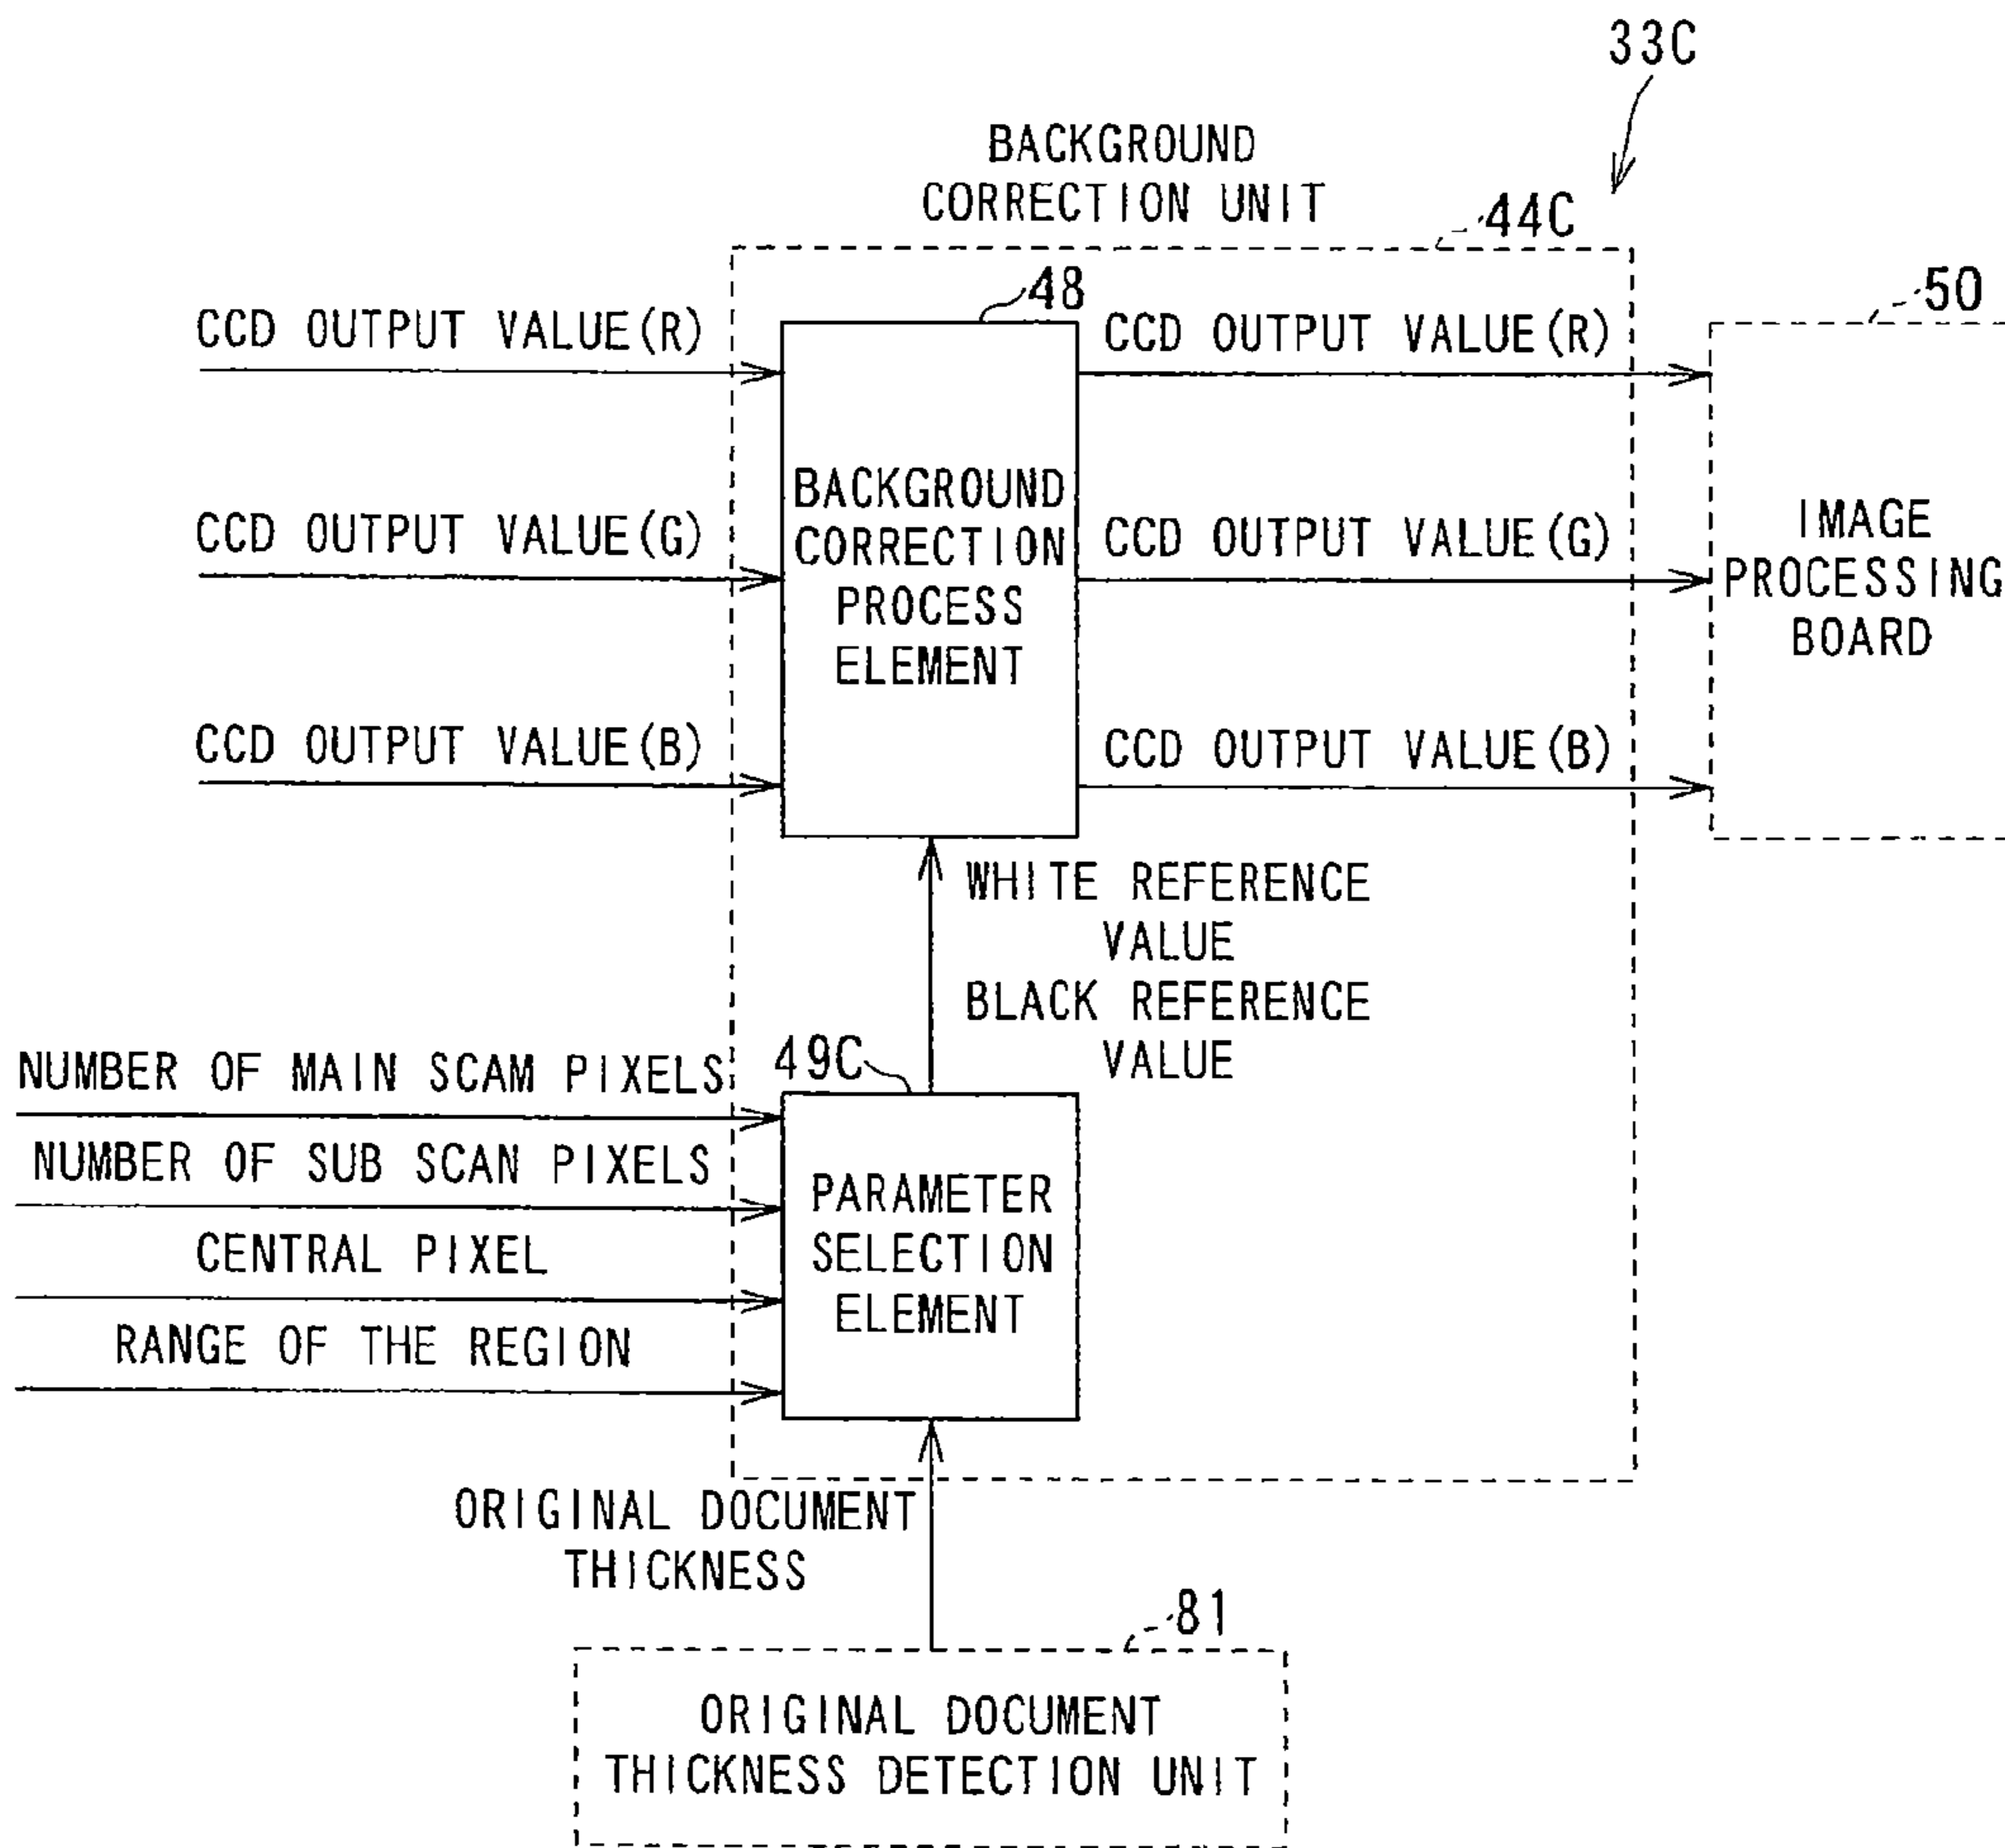 33C
BACKGROUND
CORRECTION UNIT
44C
50
48
CCD OUTPUT VALUE(R)
CCD OUTPUT VALUE(R)
CCD OUTPUT VALUE(G)
BACKGROUND
CORRECTION
PROCESS
ELEMENT
CCD OUTPUT VALUE(G)
IMAGE
PROCESSING
BOARD
CCD OUTPUT VALUE(B)
CCD OUTPUT VALUE(B)
WHITE REFERENCE
VALUE
BLACK REFERENCE
VALUE
49C
NUMBER OF MAIN SCAM PIXELS
NUMBER OF SUB SCAN PIXELS
CENTRAL PIXEL
RANGE OF THE REGION
PARAMETER
SELECTION
ELEMENT
ORIGINAL DOCUMENT
THICKNESS
81
ORIGINAL DOCUMENT
THICKNESS DETECTION UNIT